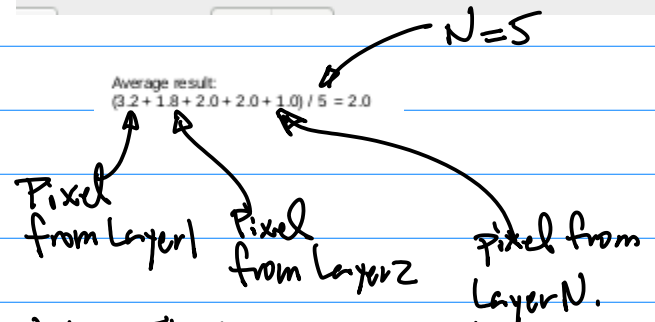 N=5
Average result:
(3.2 + 1.8 + 2.0 + 2.0 + 1.0) / 5 = 2.0
Pixel
from Layer1
Pixel
from Layer2
pixel from
Layer N.